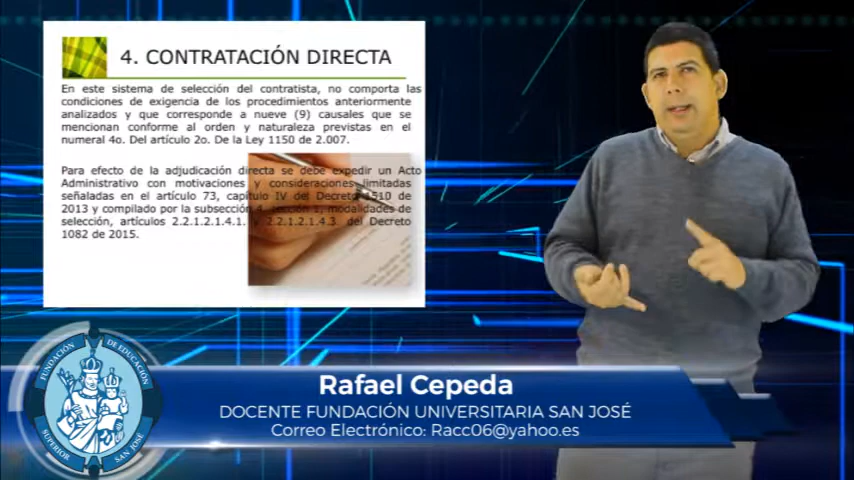 4. CONTRATACIÓN DIRECTA
En este sistema de selección del contratista, no comporta las
condiciones de exigencia de los procedimientos anteriormente
analizados y que corresponde a nueve (9) causales que se
mencionan conforme al orden y naturaleza previstas en el
numeral 4o. Del artículo 2o. De la Ley 1150 de 2.007.
Para efecto de la adjudicación directa se debe expedir un Acto
Administrativo con motivaciones y consideraciones limitadas
señaladas en el artículo 73, capítulo IV del Decreto 1510 de
2013 y compilado por la subsección 4, sección 1, modalidades de
selección, artículos 2.2.1.2.1.4.1. y 2.2.1.2.1.4.3. del Decreto
1082 de 2015.
FUNDACIÓN DE EDUCACIÓN
SUPERIOR SAN JOSÉ
Rafael Cepeda
DOCENTE FUNDACIÓN UNIVERSITARIA SAN JOSÉ
Correo Electrónico: Racc06@yahoo.es